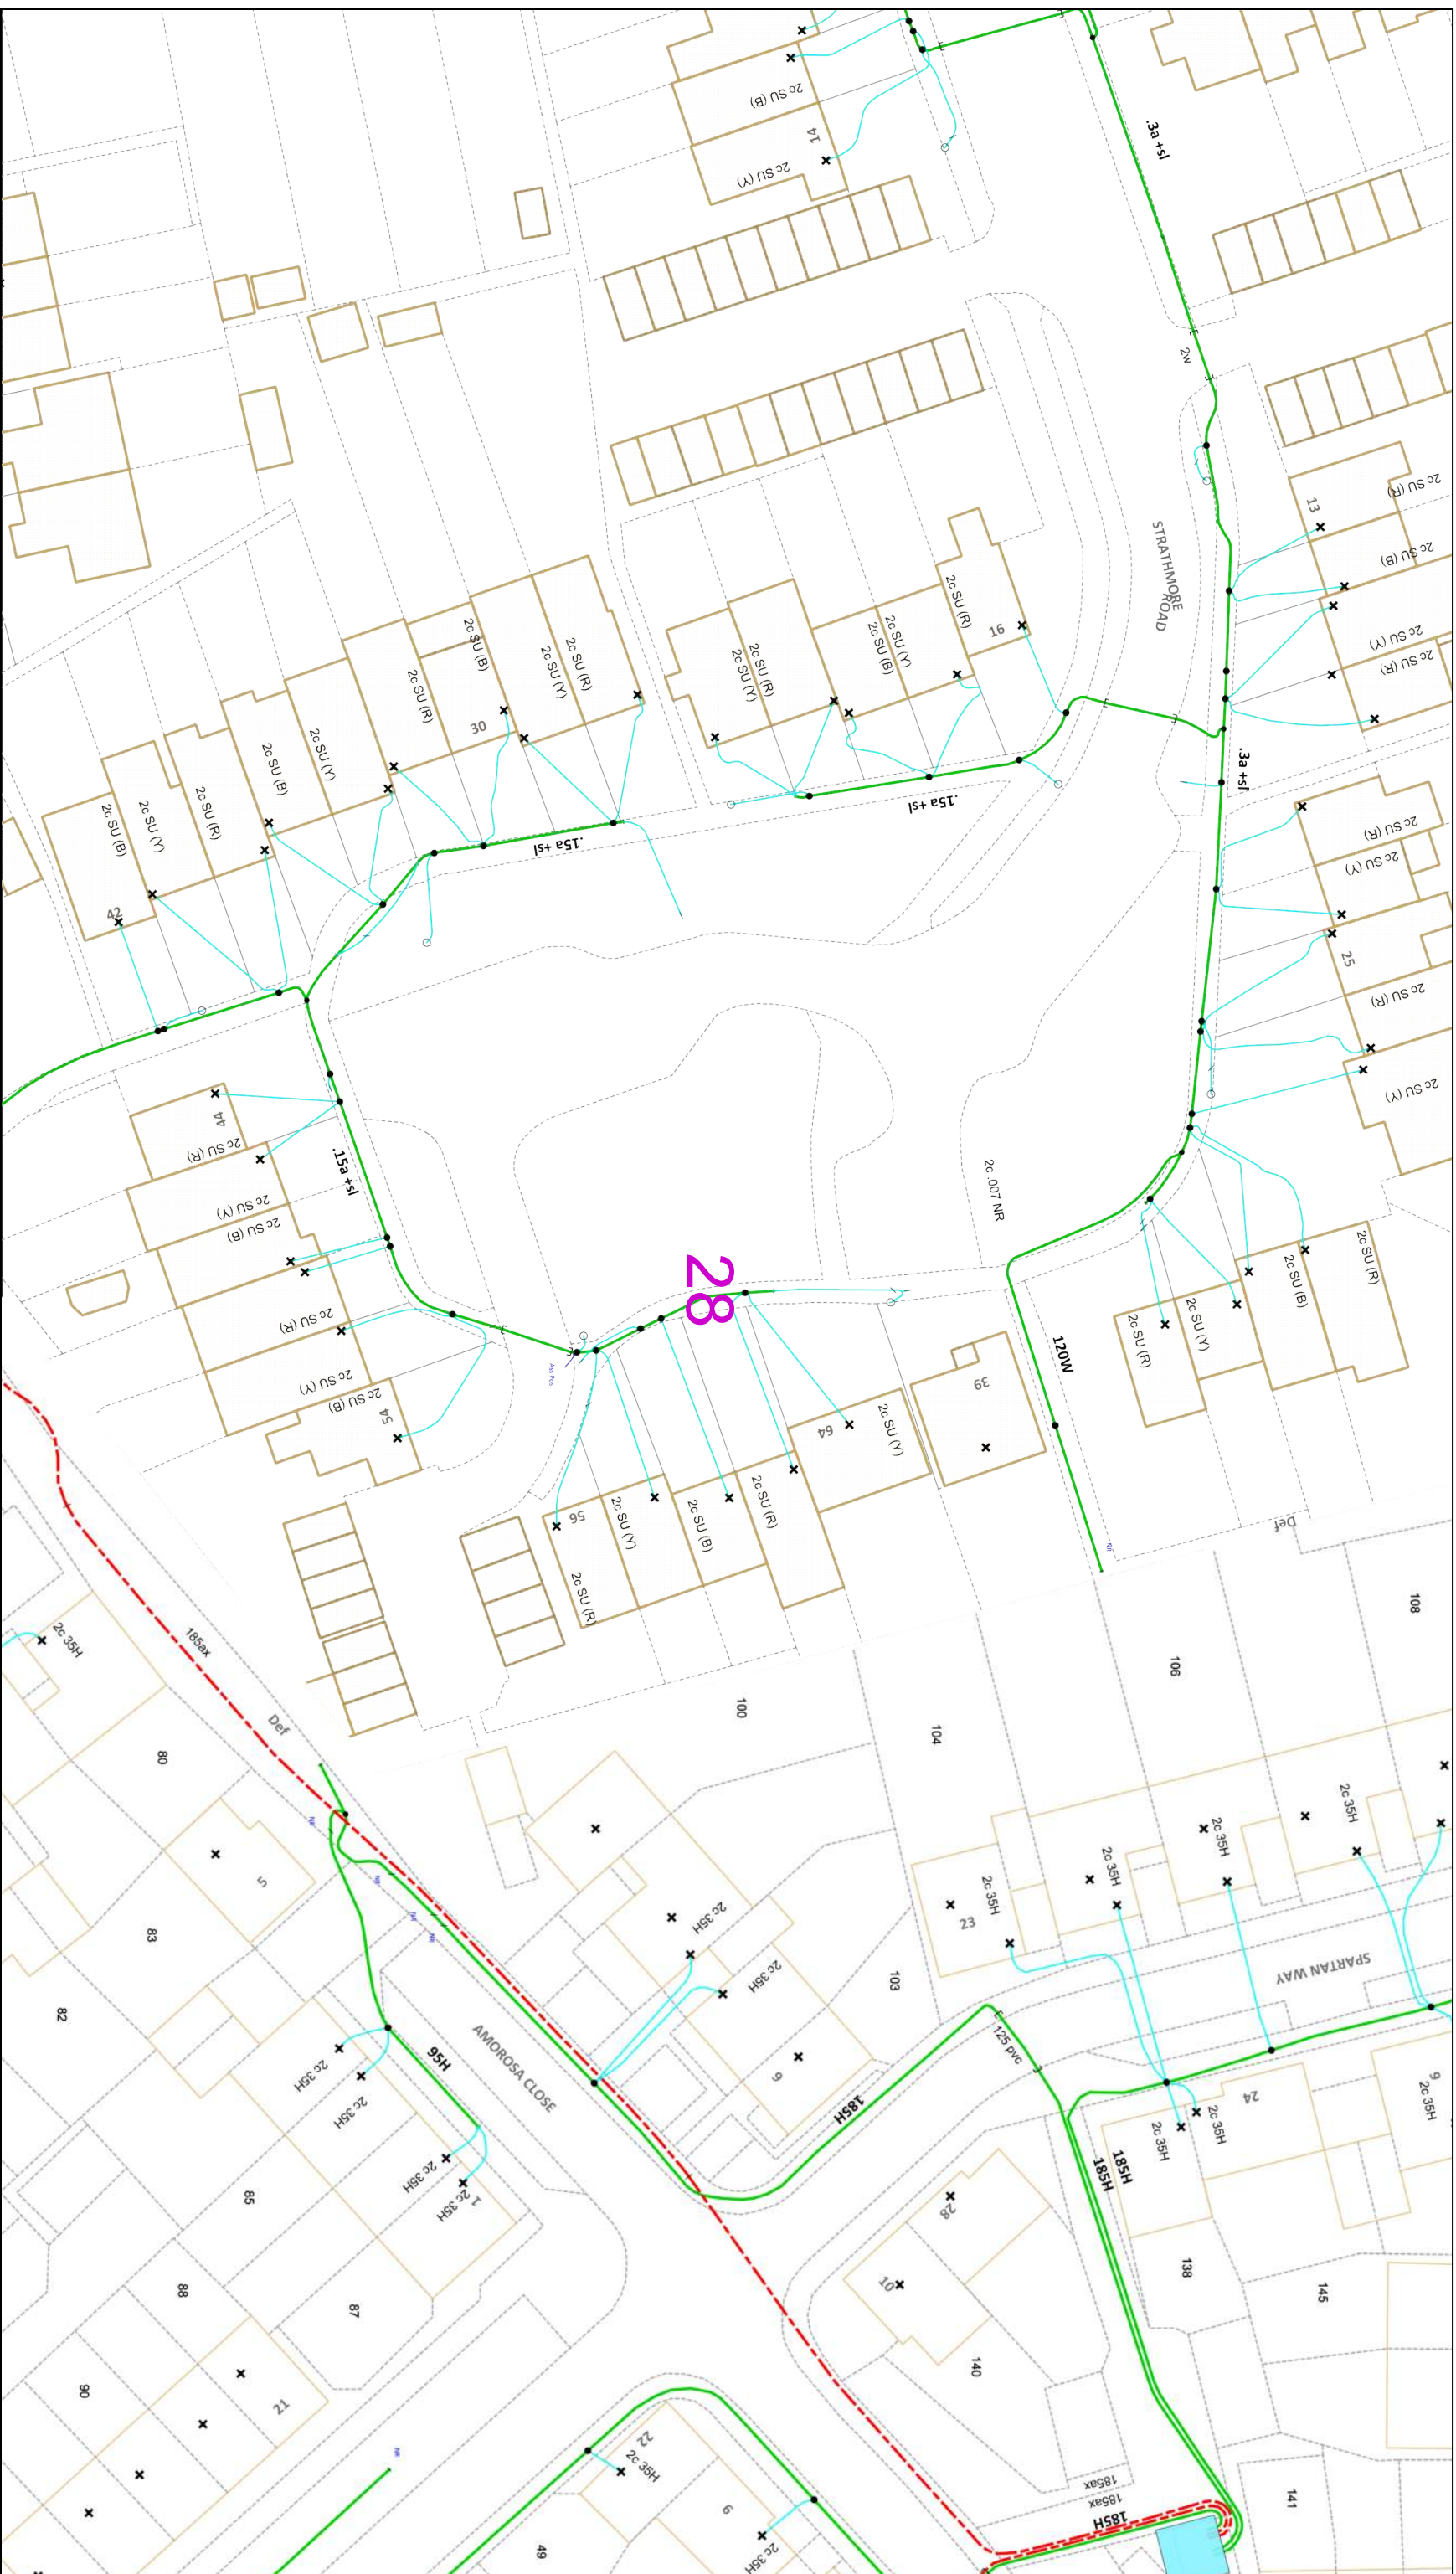 2c SU (B)
14
2c SU (Y)
.3a +sl
2w
2c SU (R)
13
2c SU (B)
STRATHMORE
ROAD
2c SU (Y)
2c SU (R)
2c SU (R)
16
2c SU (Y)
2c SU (B)
2c SU (R)
2c SU (Y)
2c SU (R)
2c SU (Y)
2c SU (B)
30
2c SU (R)
2c SU (Y)
2c SU (B)
2c SU (R)
2c SU (Y)
2c SU (B)
42
.15a +sl
.15a +sl
.3a +sl
2c SU (R)
2c SU (Y)
25
2c SU (R)
2c SU (Y)
44
2c SU (R)
.15a +sl
2c SU (Y)
2c SU (B)
2c .007 NR
28
2c SU (R)
2c SU (B)
2c SU (Y)
2c SU (R)
120W
39
2c SU (R)
2c SU (Y)
2c SU (B)
54
Ass Pos
64
2c SU (Y)
2c SU (R)
2c SU (B)
2c SU (Y)
56
2c SU (R)
Def
NR
108
106
104
100
2c 35H
185ax
Def
80
NR
5
83
82
NR
NR
NR
2c 35H
2c 35H
103
9
2c 35H
23
2c 35H
2c 35H
2c 35H
SPARTAN WAY
125 pvc
185H
AMOROSA CLOSE
95H
2c 35H
2c 35H
2c 35H
2c 35H
1
85
87
88
90
21
24
2c 35H
2c 35H
9
2c 35H
185H
185H
28
10
138
145
140
141
185ax
185ax
185H
NR
22
2c 35H
6
2c 35H
49